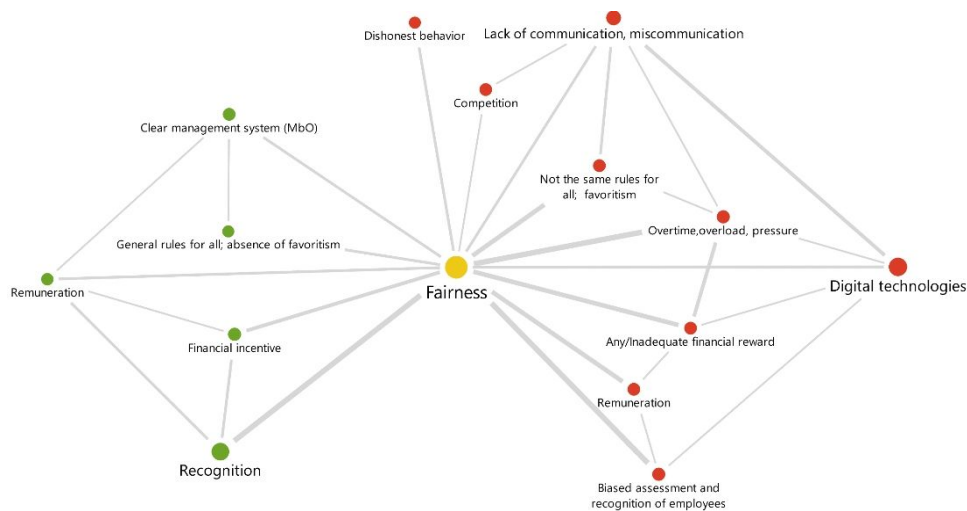 Dishonest behavior
Lack of communication, miscommunication
Competition
Clear management system (MbO)
Not the same rules for
all;  favoritism
Overtime,overload, pressure
General rules for all; absence of favoritism
Fairness
Digital technologies
Remuneration
Financial incentive
Any/Inadequate financial reward
Remuneration
Recognition
Biased assessment and
recognition of employees